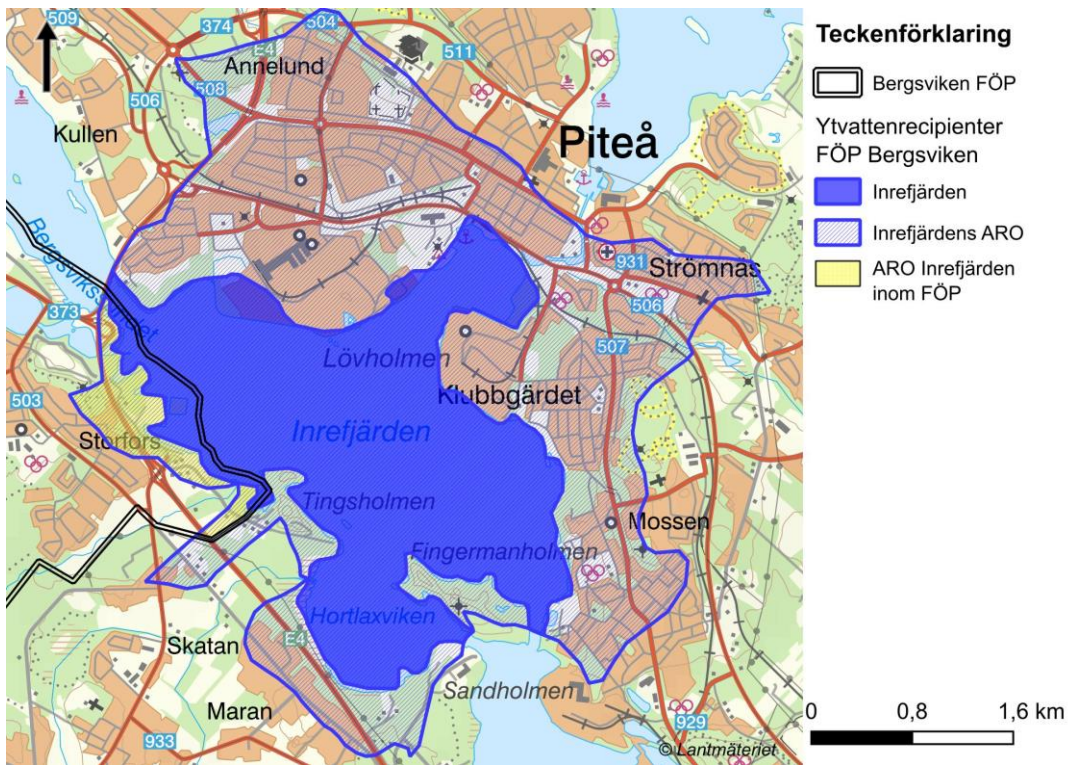 509
374
504
E4
Annelund
511
508
506
Kullen
Piteå
Bergsvikssundet
931
Strömnäs
373
506
507
Lövholmen
503
Klubbgärdet
Inrefjärden
Storfors
Tingsholmen
Mossen
Fingermanholmen
Hortlaxviken
E4
Skatan
Sandholmen
Maran
933
929
© Lantmäteriet
Teckenförklaring
Bergsviken FÖP
Ytvattenrecipienter
FÖP Bergsviken
Inrefjärden
Inrefjärdens ARO
ARO Inrefjärden
inom FÖP
0 0,8 1,6 km